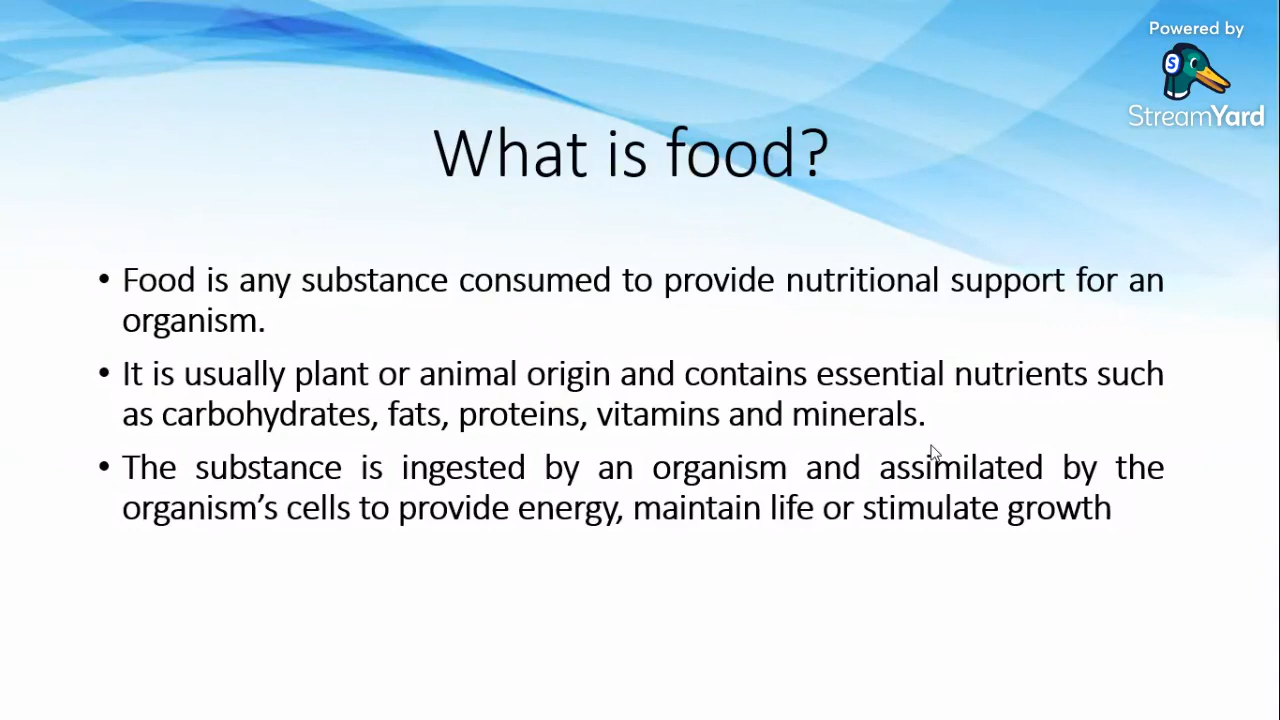 Powered by
S
StreamYard
What is food?
• Food is any substance consumed to provide nutritional support for an
organism.
• It is usually plant or animal origin and contains essential nutrients such
as carbohydrates, fats, proteins, vitamins and minerals.
• The substance is ingested by an organism and assimilated by the
organism’s cells to provide energy, maintain life or stimulate growth